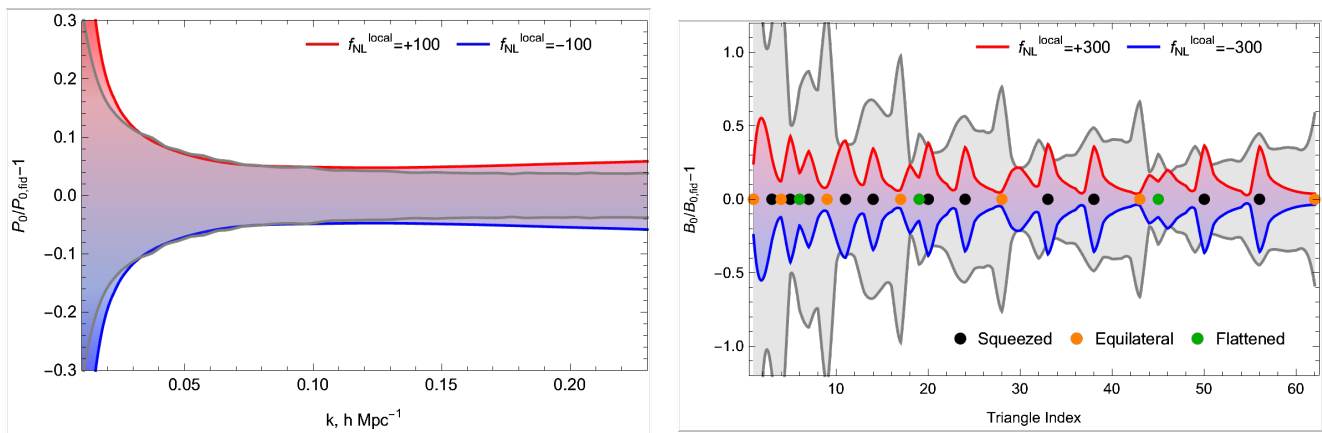 f_NL^local=+100 f_NL^local=−100
P_0/P_0,fid−1
0.3
0.2
0.1
0.0
−0.1
−0.2
−0.3
0.05 0.10 0.15 0.20
k, h Mpc^−1
f_NL^local=+300 f_NL^lcoal=−300
B_0/B_0,fid−1
1.0
0.5
0.0
−0.5
−1.0
Squeezed Equilateral Flattened
10 20 30 40 50 60
Triangle Index